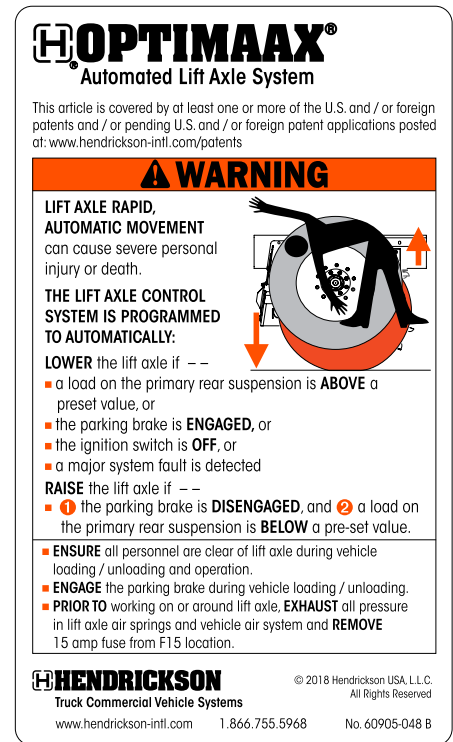 H OPTIMAAX®
® Automated Lift Axle System
This article is covered by at least one or more of the U.S. and / or foreign
patents and / or pending U.S. and / or foreign patent applications posted
at: www.hendrickson-intl.com/patents
WARNING
LIFT AXLE RAPID,
AUTOMATIC MOVEMENT
can cause severe personal
injury or death.
THE LIFT AXLE CONTROL
SYSTEM IS PROGRAMMED
TO AUTOMATICALLY:
LOWER the lift axle if – –
■ a load on the primary rear suspension is ABOVE a
preset value, or
■ the parking brake is ENGAGED, or
■ the ignition switch is OFF, or
■ a major system fault is detected
RAISE the lift axle if – –
■ 1 the parking brake is DISENGAGED, and 2 a load on
the primary rear suspension is BELOW a pre-set value.
■ ENSURE all personnel are clear of lift axle during vehicle
loading / unloading and operation.
■ ENGAGE the parking brake during vehicle loading / unloading.
■ PRIOR TO working on or around lift axle, EXHAUST all pressure
in lift axle air springs and vehicle air system and REMOVE
15 amp fuse from F15 location.
H HENDRICKSON
Truck Commercial Vehicle Systems
© 2018 Hendrickson USA, L.L.C.
All Rights Reserved
www.hendrickson-intl.com 1.866.755.5968 No. 60905-048 B